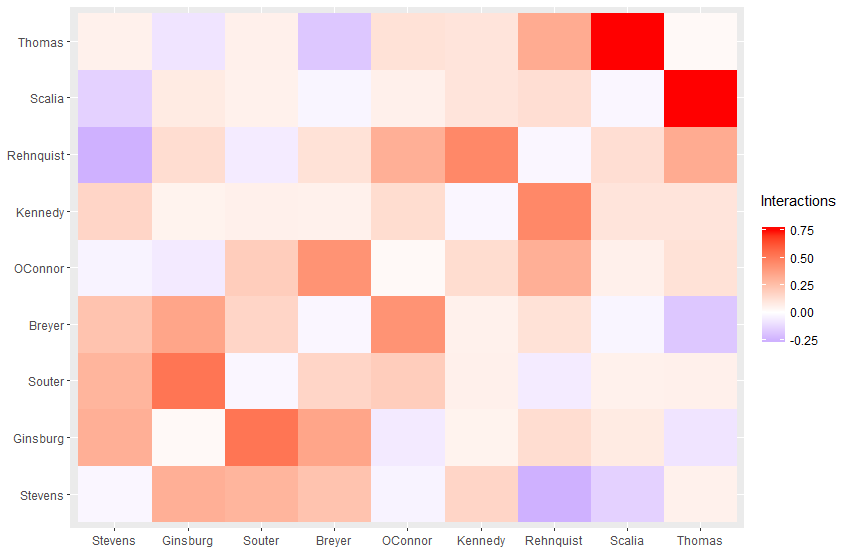 Thomas
Scalia
Rehnquist
Kennedy
OConnor
Breyer
Souter
Ginsburg
Stevens
Stevens Ginsburg Souter Breyer OConnor Kennedy Rehnquist Scalia Thomas
Interactions
0.75
0.50
0.25
0.00
-0.25